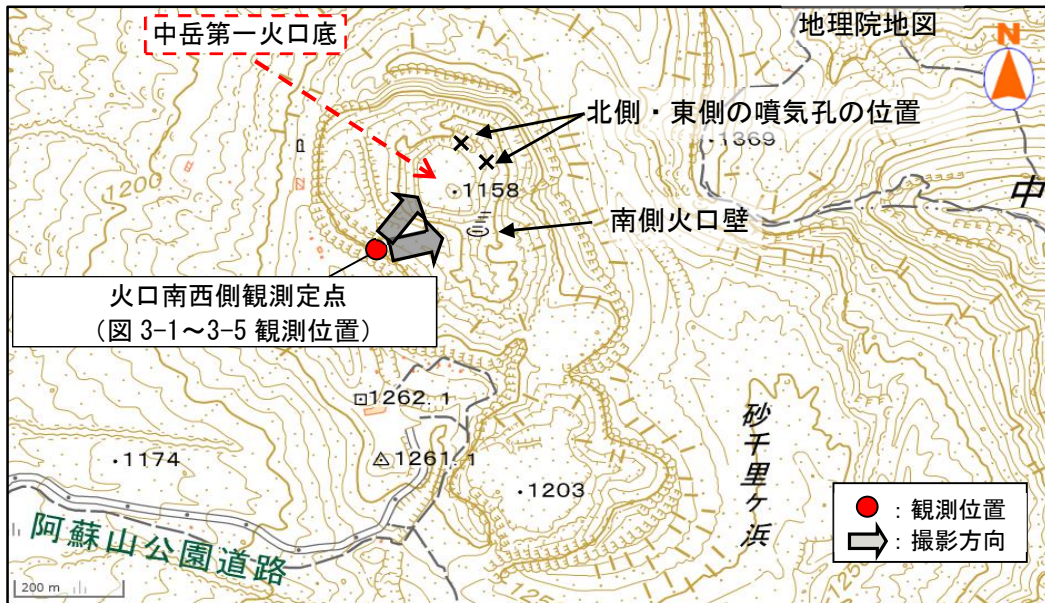 中岳第一火口底
地理院地図
N
北側・東側の噴気孔の位置
1369
1200
1158
中
南側火口壁
火口南西側観測定点
(図 3-1～3-5 観測位置)
1262.1
砂千里ヶ浜
1174
1261.1
1203
阿蘇山公園道路
：観測位置
：撮影方向
200 m